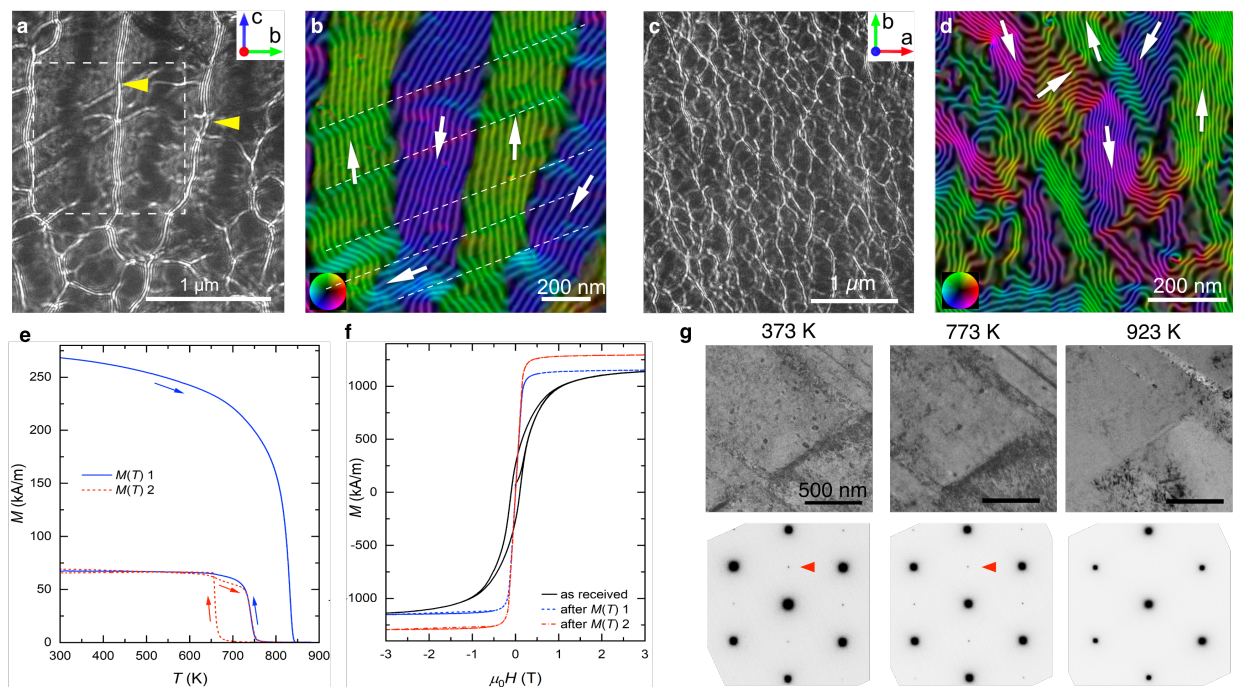 a
c
b
1 µm
b
200 nm
c
b
a
1 µm
d
200 nm
e
M (kA/m)
250
200
150
100
50
0
M(T) 1
M(T) 2
300 400 500 600 700 800 900
T (K)
f
M (kA/m)
1000
500
0
-500
-1000
as received
after M(T) 1
after M(T) 2
-3 -2 -1 0 1 2 3
µ0H (T)
g
373 K 773 K 923 K
500 nm